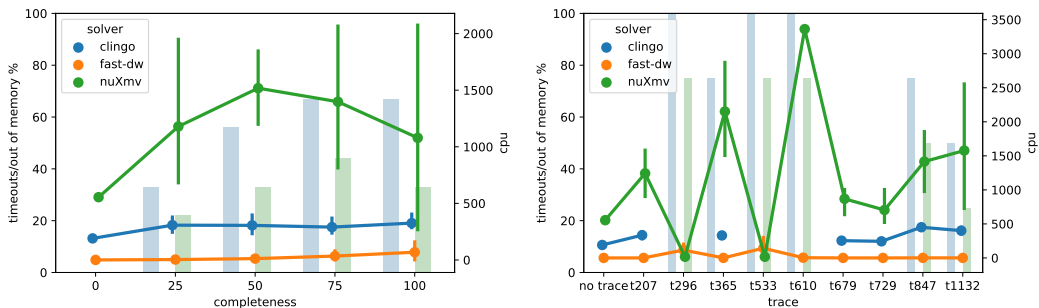 timeouts/out of memory %
100
80
60
40
20
0
solver
clingo
fast-dw
nuXmv
2000
1500
1000
500
0
cpu
0
25
50
75
100
completeness
timeouts/out of memory %
100
80
60
40
20
0
solver
clingo
fast-dw
nuXmv
3500
3000
2500
2000
1500
1000
500
0
cpu
no trace
t207
t296
t365
t533
t610
t679
t729
t847
t1132
trace